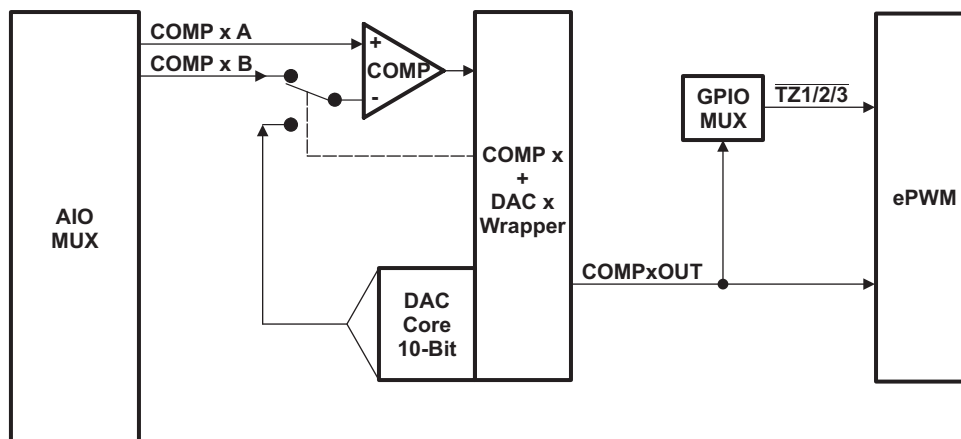 COMP x A
COMP x B
+
COMP
-
AIO
MUX
COMP x
+
DAC x
Wrapper
DAC
Core
10-Bit
COMPxOUT
GPIO
MUX
TZ1/2/3
ePWM